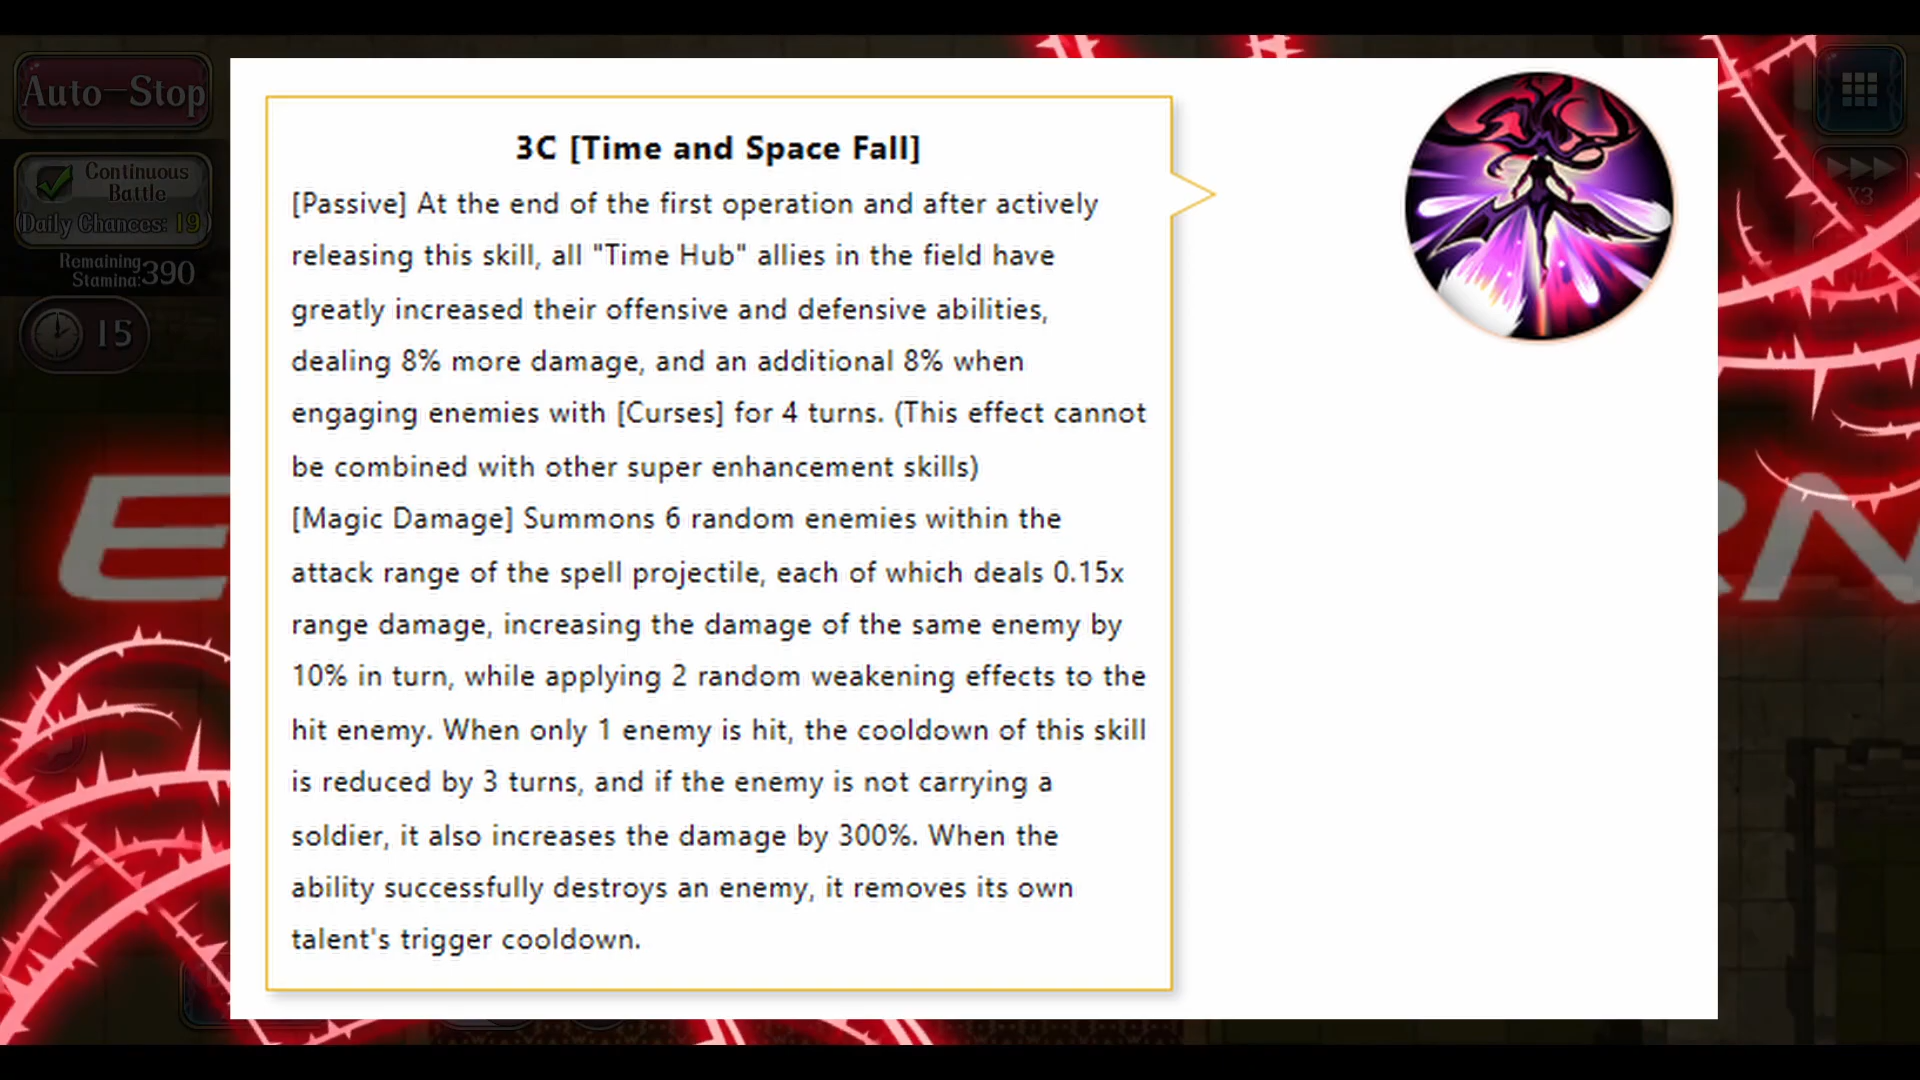 Auto-Stop
Continuous
Battle
(Daily Chances: 19)
Remaining
Stamina:390
15
X3
3C [Time and Space Fall]
[Passive] At the end of the first operation and after actively
releasing this skill, all "Time Hub" allies in the field have
greatly increased their offensive and defensive abilities,
dealing 8% more damage, and an additional 8% when
engaging enemies with [Curses] for 4 turns. (This effect cannot
be combined with other super enhancement skills)
[Magic Damage] Summons 6 random enemies within the
attack range of the spell projectile, each of which deals 0.15x
range damage, increasing the damage of the same enemy by
10% in turn, while applying 2 random weakening effects to the
hit enemy. When only 1 enemy is hit, the cooldown of this skill
is reduced by 3 turns, and if the enemy is not carrying a
soldier, it also increases the damage by 300%. When the
ability successfully destroys an enemy, it removes its own
talent's trigger cooldown.